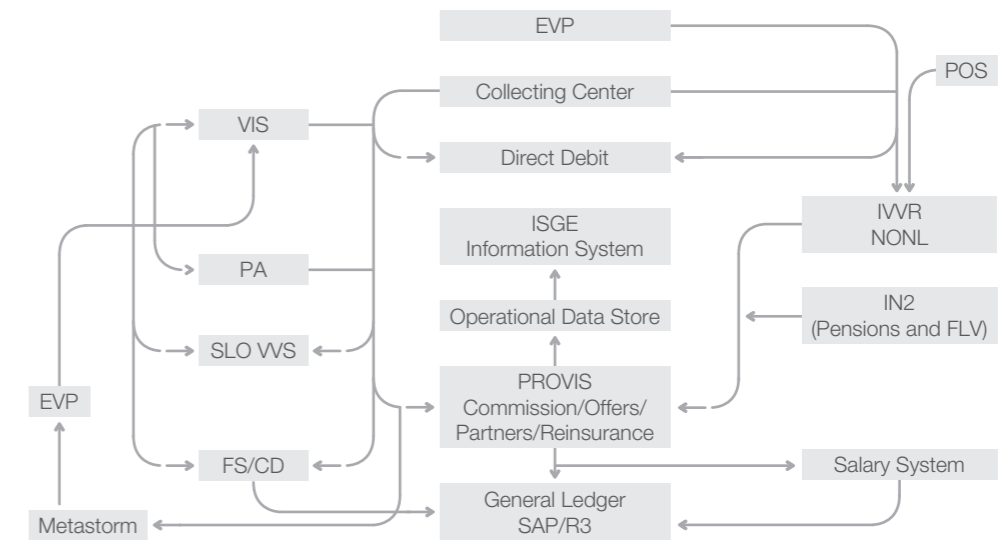 EVP
POS
Collecting Center
VIS
Direct Debit
IVVR
NONL
ISGE
Information System
PA
IN2
(Pensions and FLV)
Operational Data Store
SLO VVS
PROVIS
Commission/Offers/
Partners/Reinsurance
EVP
FS/CD
Salary System
General Ledger
SAP/R3
Metastorm